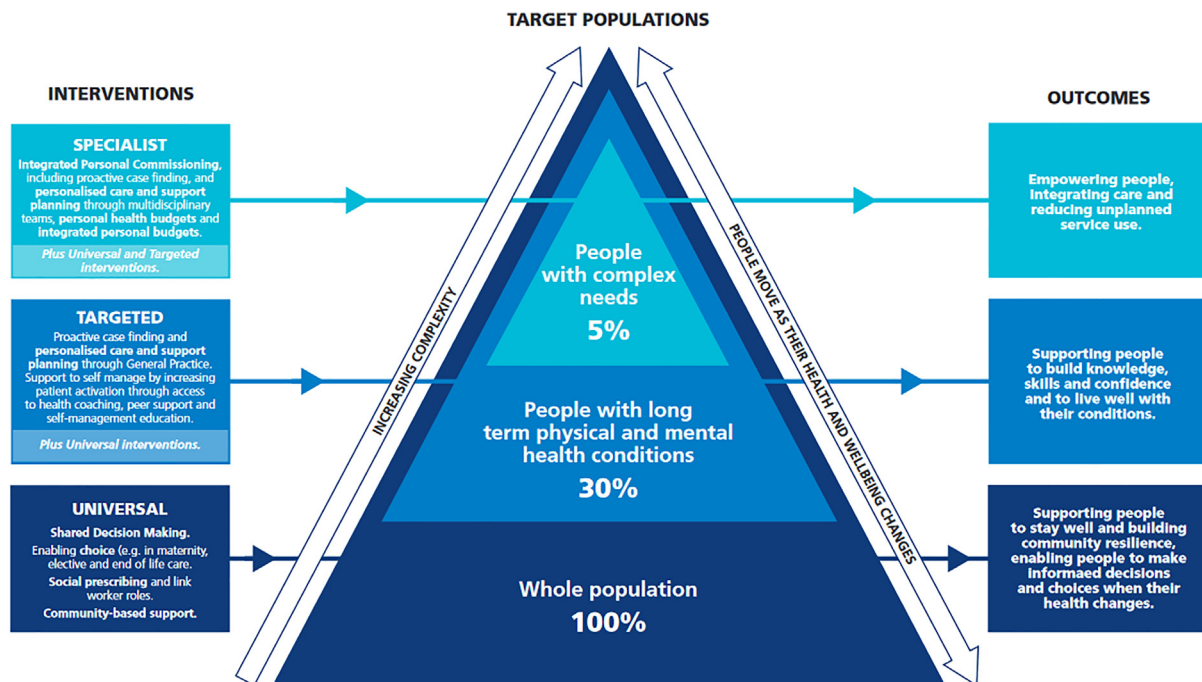 TARGET POPULATIONS
INTERVENTIONS
SPECIALIST
Integrated Personal Commissioning,
including proactive case finding, and
personalised care and support
planning through multidisciplinary
teams, personal health budgets and
integrated personal budgets.
Plus Universal and Targeted
interventions.
TARGETED
Proactive case finding and
personalised care and support
planning through General Practice.
Support to self manage by increasing
patient activation through access
to health coaching, peer support and
self-management education.
Plus Universal interventions.
UNIVERSAL
Shared Decision Making.
Enabling choice (e.g. in maternity,
elective and end of life care.
Social prescribing and link
worker roles.
Community-based support.
INCREASING COMPLEXITY
People
with complex
needs
5%
People with long
term physical and mental
health conditions
30%
Whole population
100%
PEOPLE MOVE AS THEIR HEALTH AND WELLBEING CHANGES
OUTCOMES
Empowering people,
integrating care and
reducing unplanned
service use.
Supporting people
to build knowledge,
skills and confidence
and to live well with
their conditions.
Supporting people
to stay well and building
community resilience,
enabling people to make
informaed decisions
and choices when their
health changes.